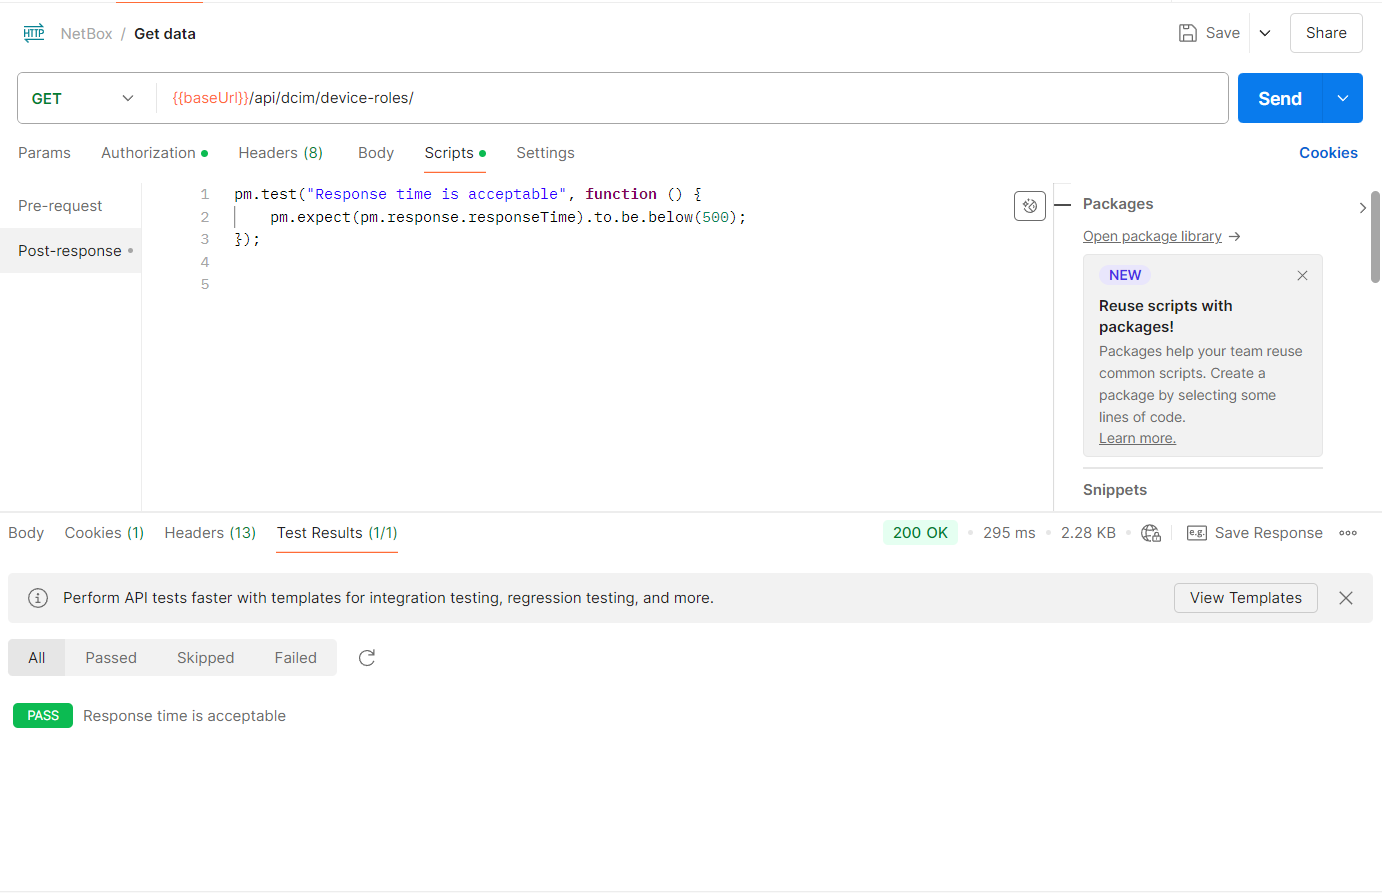 HTTP NetBox / Get data Save Share
GET {{baseUrl}}/api/dcim/device-roles/ Send
Params Authorization Headers (8) Body Scripts Settings Cookies
Pre-request
Post-response
1 pm.test("Response time is acceptable", function () {
2 pm.expect(pm.response.responseTime).to.be.below(500);
3 });
4
5
Packages
Open package library →
NEW
Reuse scripts with
packages!
Packages help your team reuse
common scripts. Create a
package by selecting some
lines of code.
Learn more.
Snippets
Body Cookies (1) Headers (13) Test Results (1/1) 200 OK 295 ms 2.28 KB e.g. Save Response
Perform API tests faster with templates for integration testing, regression testing, and more. View Templates
All Passed Skipped Failed
PASS Response time is acceptable